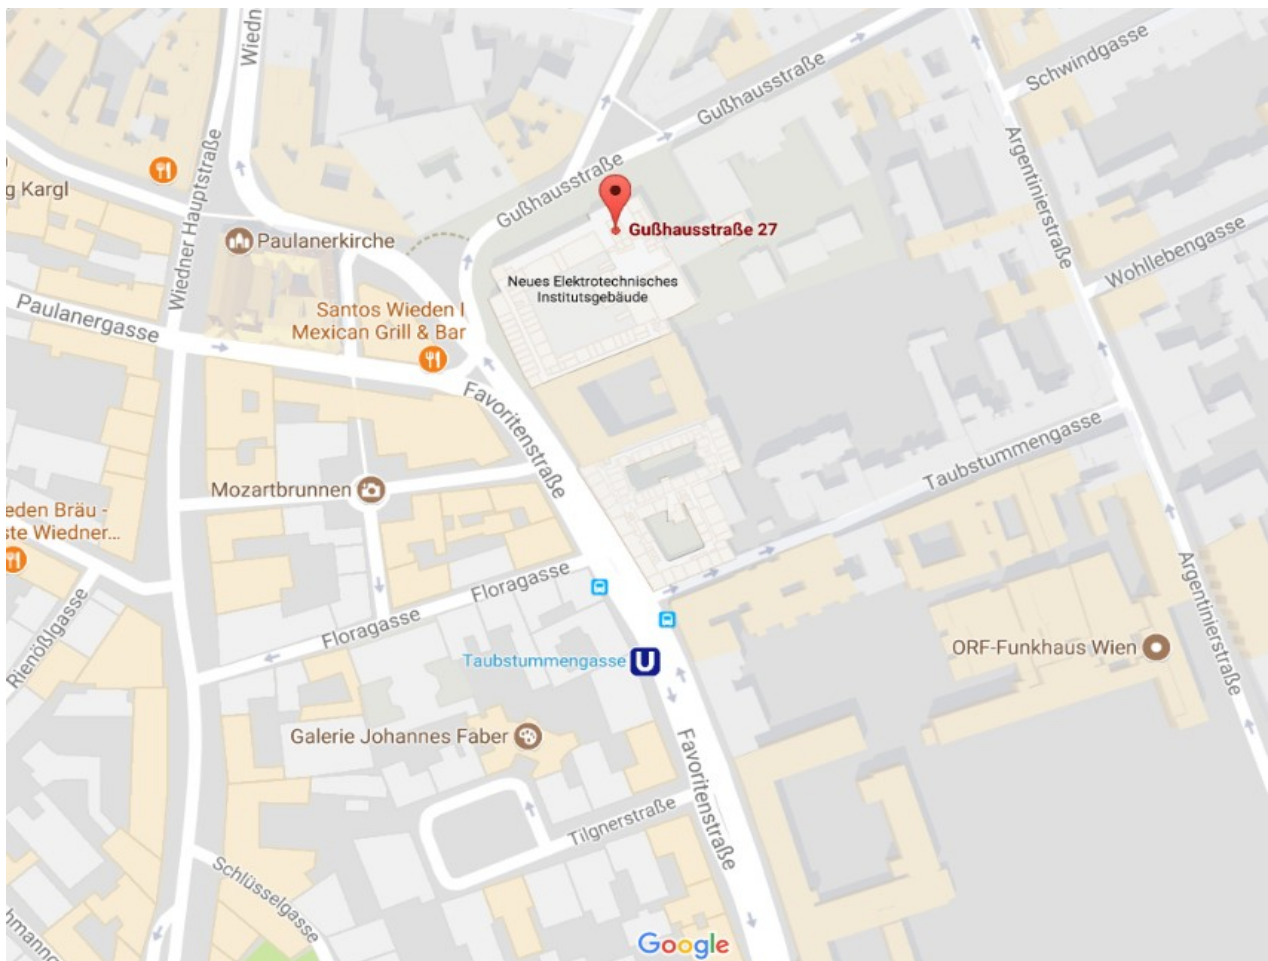 Wiedn
Schwindgasse
Gußhausstraße
Argentinierstraße
g Kargl
Wiedner Hauptstraße
Gußhausstraße
Gußhausstraße 27
Paulanerkirche
Wohllebengasse
Neues Elektrotechnisches
Institutsgebäude
Paulanergasse
Santos Wieden I
Mexican Grill & Bar
Favoritenstraße
Taubstummengasse
Mozartbrunnen
eden Bräu -
ste Wiedner...
Floragasse
Floragasse
Rienößlgasse
Argentinierstraße
ORF-Funkhaus Wien
Taubstummengasse
U
Galerie Johannes Faber
Favoritenstraße
Tilgnerstraße
Schlüsselgasse
hmanno
Google